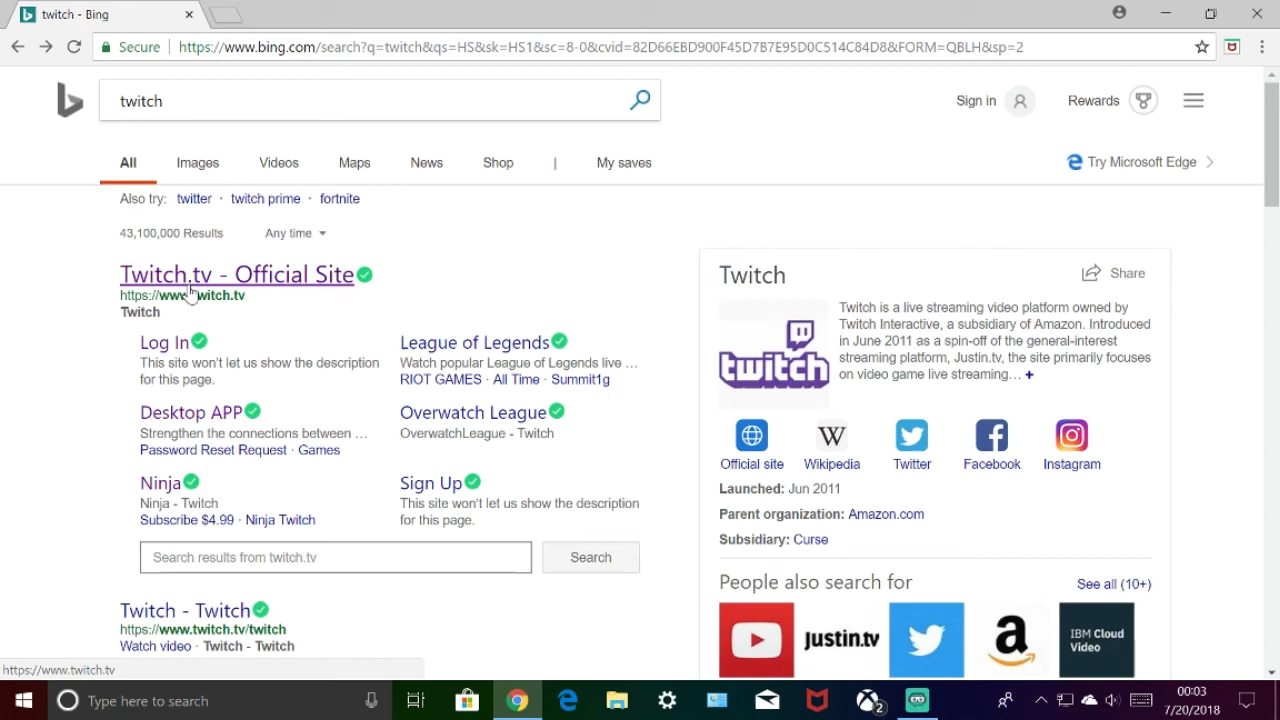 twitch - Bing
Secure https://www.bing.com/search?q=twitch&qs=HS&sk=HS1&sc=8-0&cvid=82D66EBD900F45D7B7E95D0C514C84D8&FORM=QBLH&sp=2
twitch
Sign in
Rewards
All Images Videos Maps News Shop | My saves
Try Microsoft Edge
Also try: twitter · twitch prime · fortnite
43,100,000 Results Any time
Twitch.tv - Official Site
https://www.twitch.tv
Twitch
Log In
This site won't let us show the description
for this page.
League of Legends
Watch popular League of Legends live ...
RIOT GAMES · All Time · Summit1g
Desktop APP
Strengthen the connections between ...
Password Reset Request · Games
Overwatch League
OverwatchLeague - Twitch
Ninja
Ninja - Twitch
Subscribe $4.99 · Ninja Twitch
Sign Up
This site won't let us show the description
for this page.
Search results from twitch.tv
Search
Twitch - Twitch
https://www.twitch.tv/twitch
Watch video · Twitch - Twitch
Twitch
Share
twitch
Twitch is a live streaming video platform owned by
Twitch Interactive, a subsidiary of Amazon. Introduced
in June 2011 as a spin-off of the general-interest
streaming platform, Justin.tv, the site primarily focuses
on video game live streaming... +
W
Official site Wikipedia Twitter Facebook Instagram
Launched: Jun 2011
Parent organization: Amazon.com
Subsidiary: Curse
People also search for
See all (10+)
JUSTIN.tv
a
IBM Cloud
Video
https://www.twitch.tv
Type here to search
2
00:03
7/20/2018